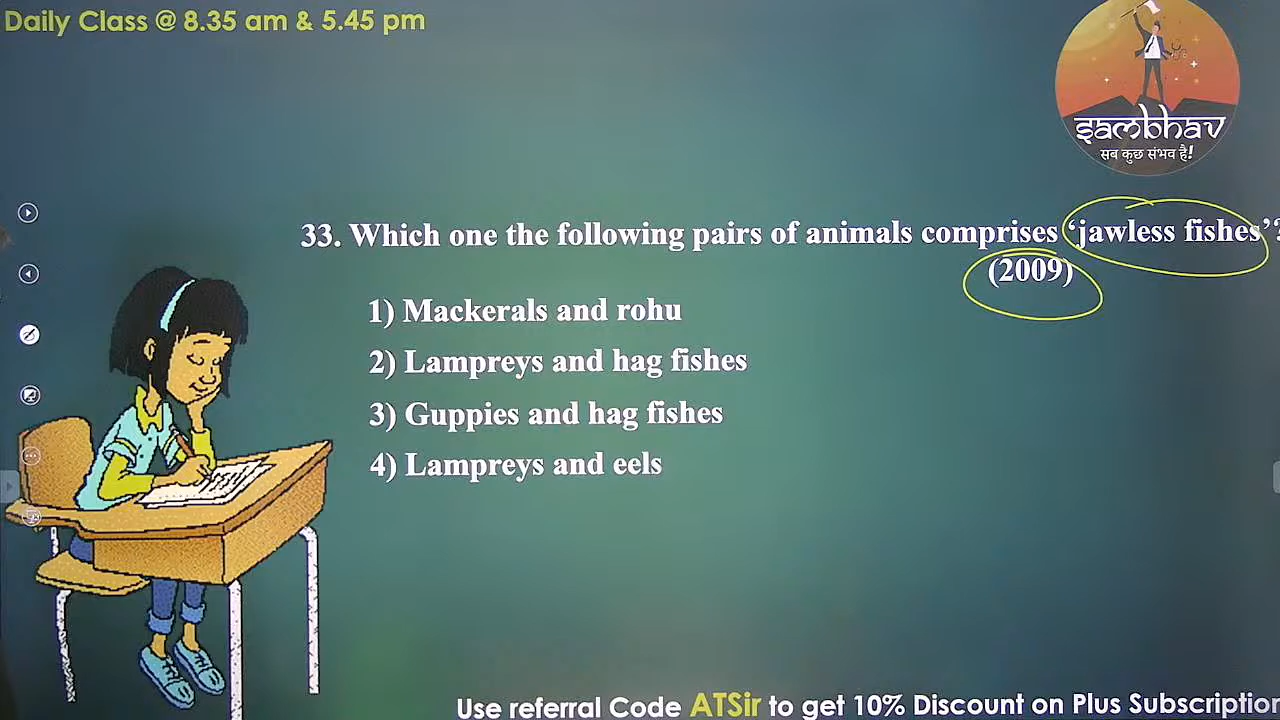 Daily Class @ 8.35 am & 5.45 pm
sambhav
सब कुछ संभव है!
33. Which one the following pairs of animals comprises ‘jawless fishes’?
(2009)
1) Mackerals and rohu
2) Lampreys and hag fishes
3) Guppies and hag fishes
4) Lampreys and eels
Use referral Code ATSir to get 10% Discount on Plus Subscription